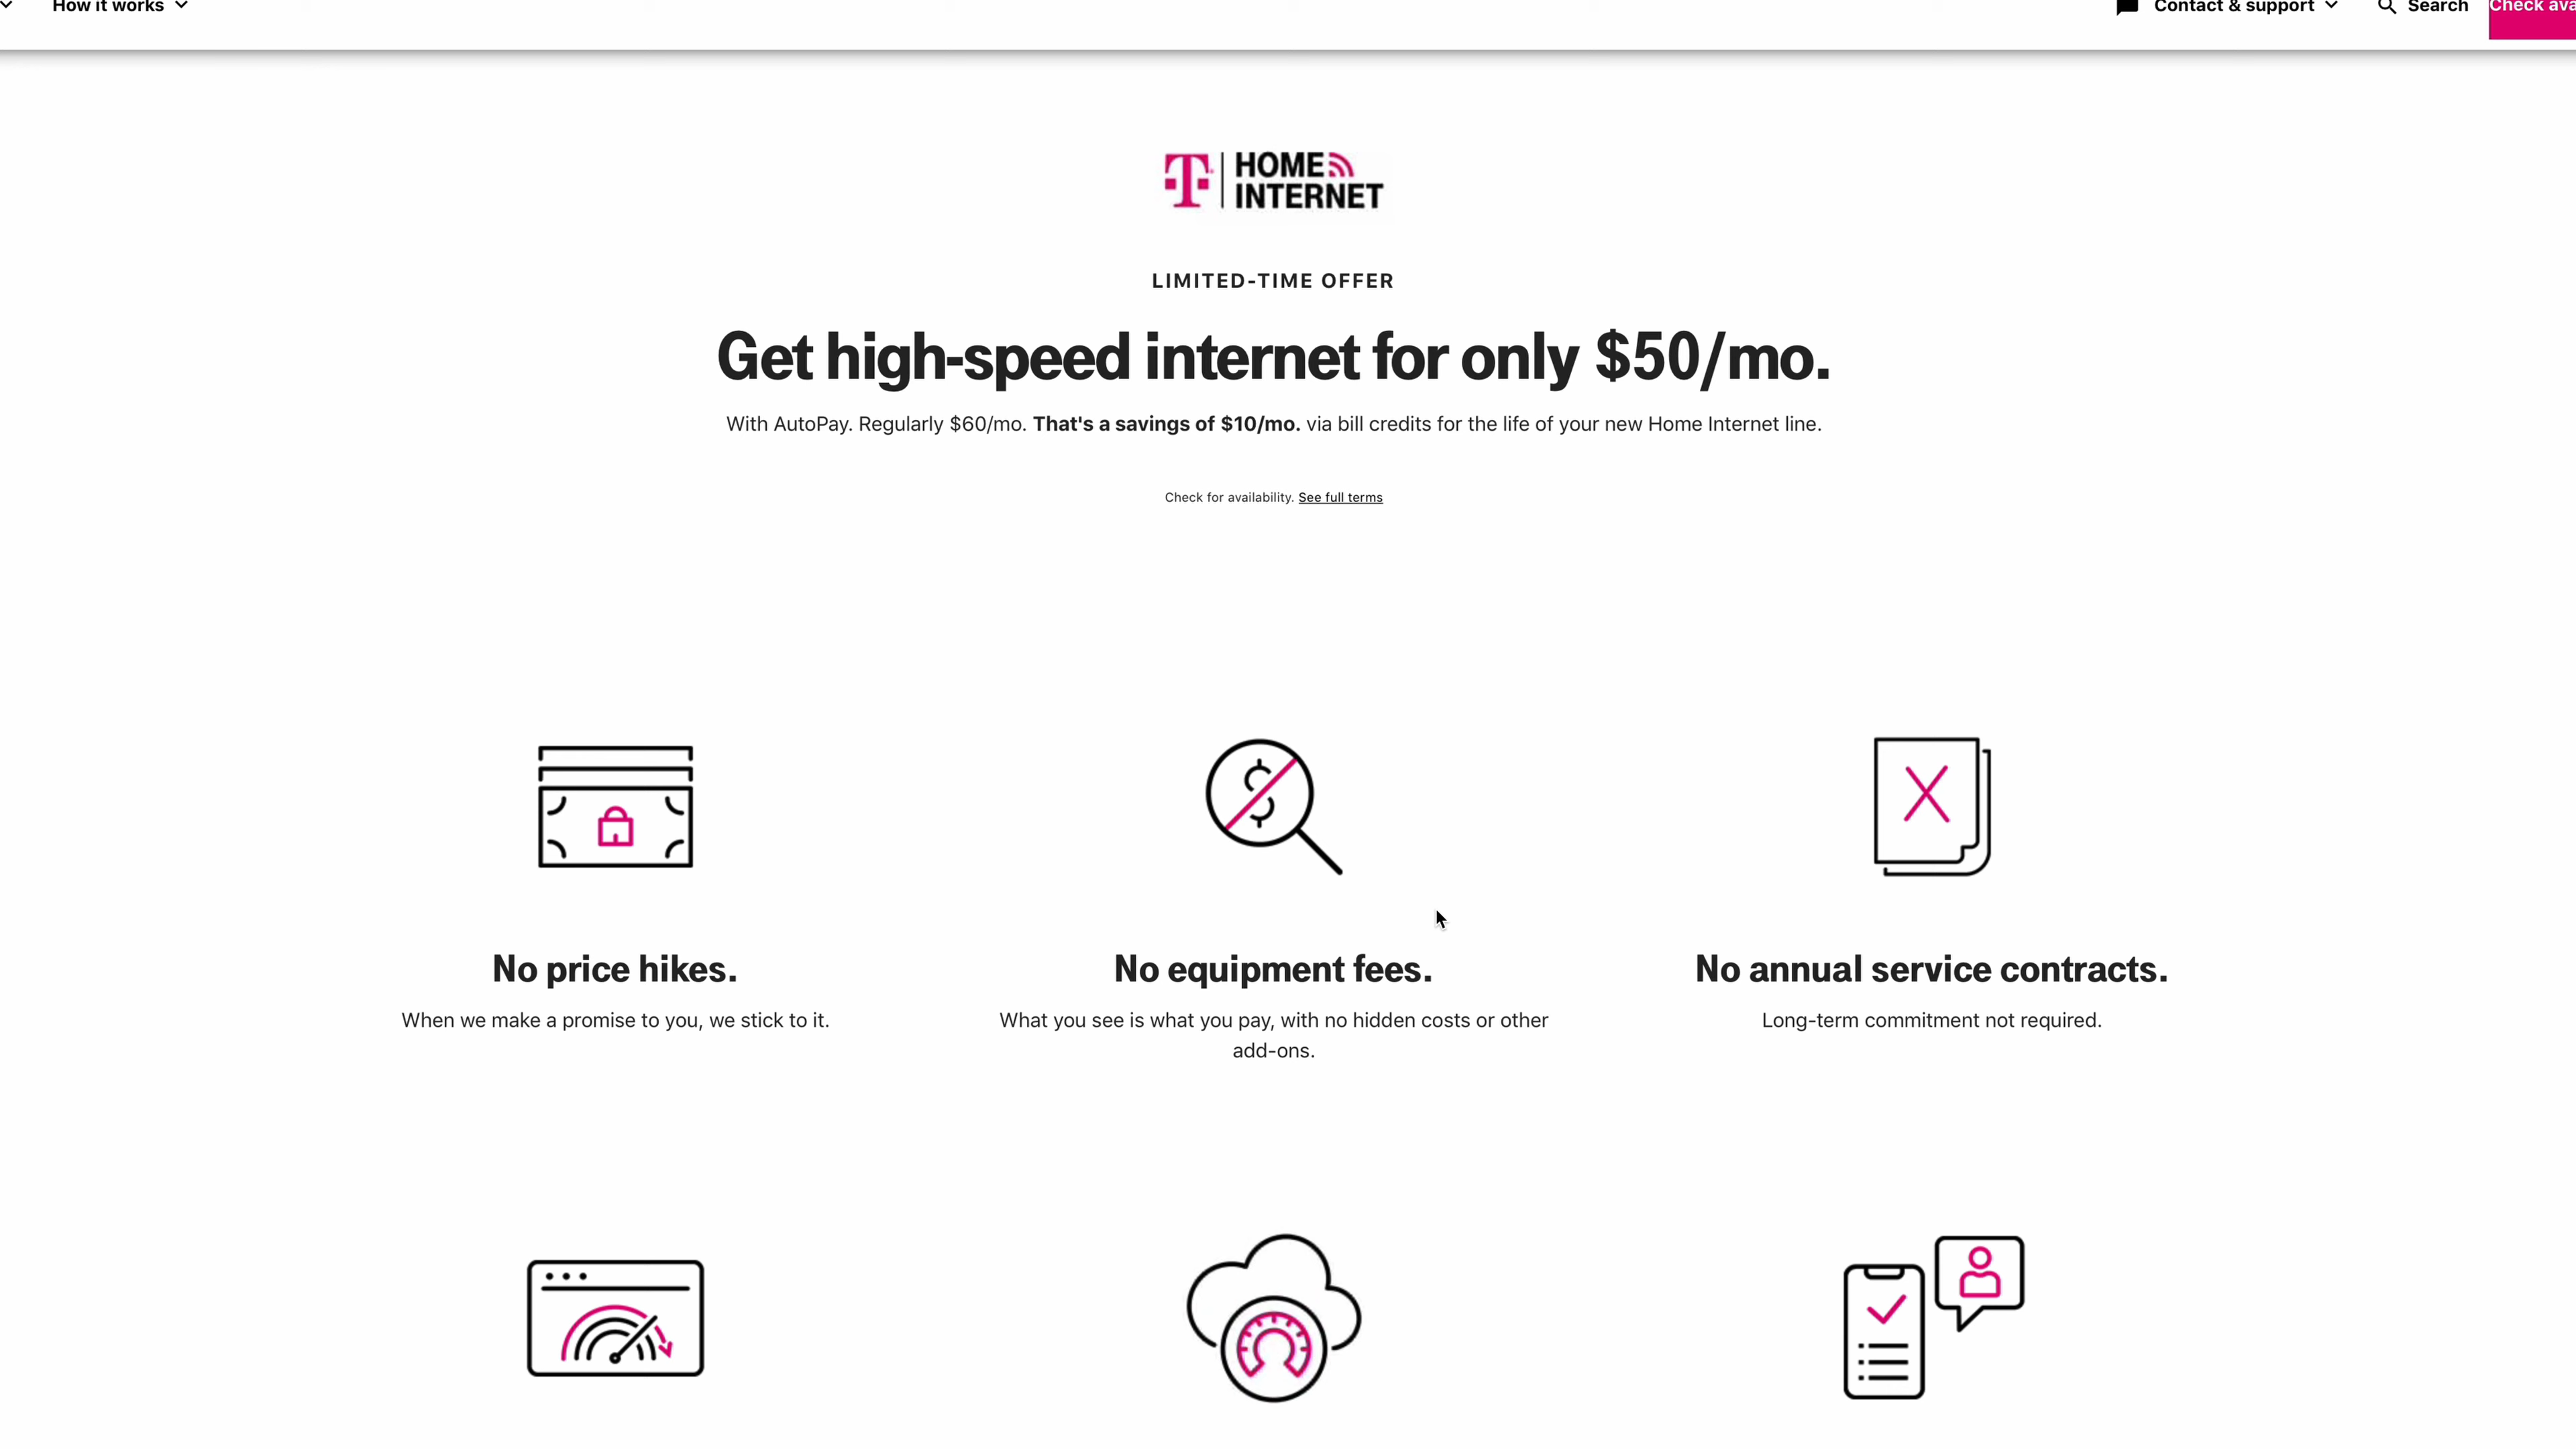 How it works
Contact & support
Search
Check ava
T HOME
INTERNET
LIMITED-TIME OFFER
Get high-speed internet for only $50/mo.
With AutoPay. Regularly $60/mo. That's a savings of $10/mo. via bill credits for the life of your new Home Internet line.
Check for availability. See full terms
No price hikes.
When we make a promise to you, we stick to it.
No equipment fees.
What you see is what you pay, with no hidden costs or other
add-ons.
No annual service contracts.
Long-term commitment not required.